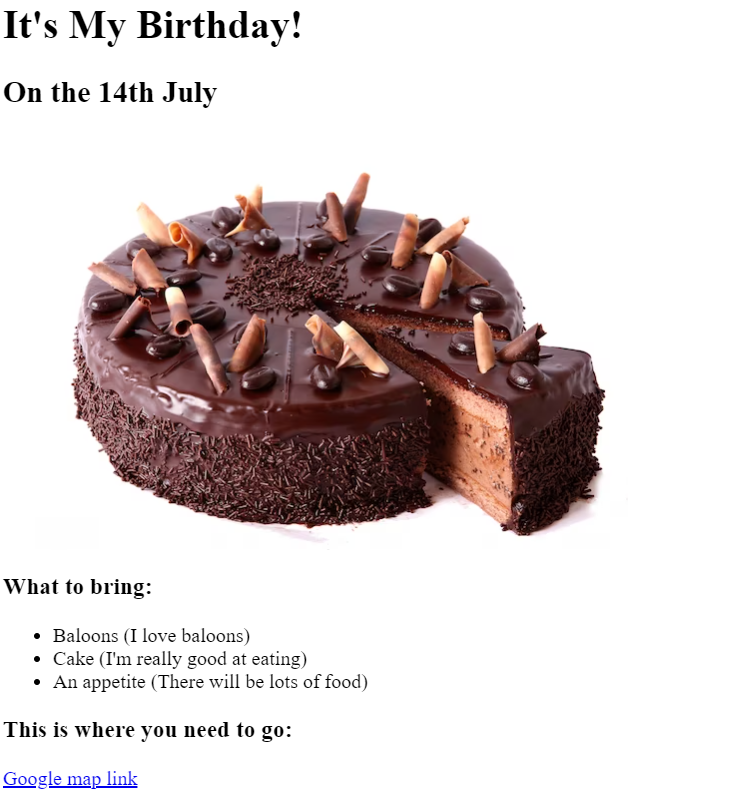 It's My Birthday!
On the 14th July
What to bring:
Baloons (I love baloons)
Cake (I'm really good at eating)
An appetite (There will be lots of food)
This is where you need to go:
Google map link